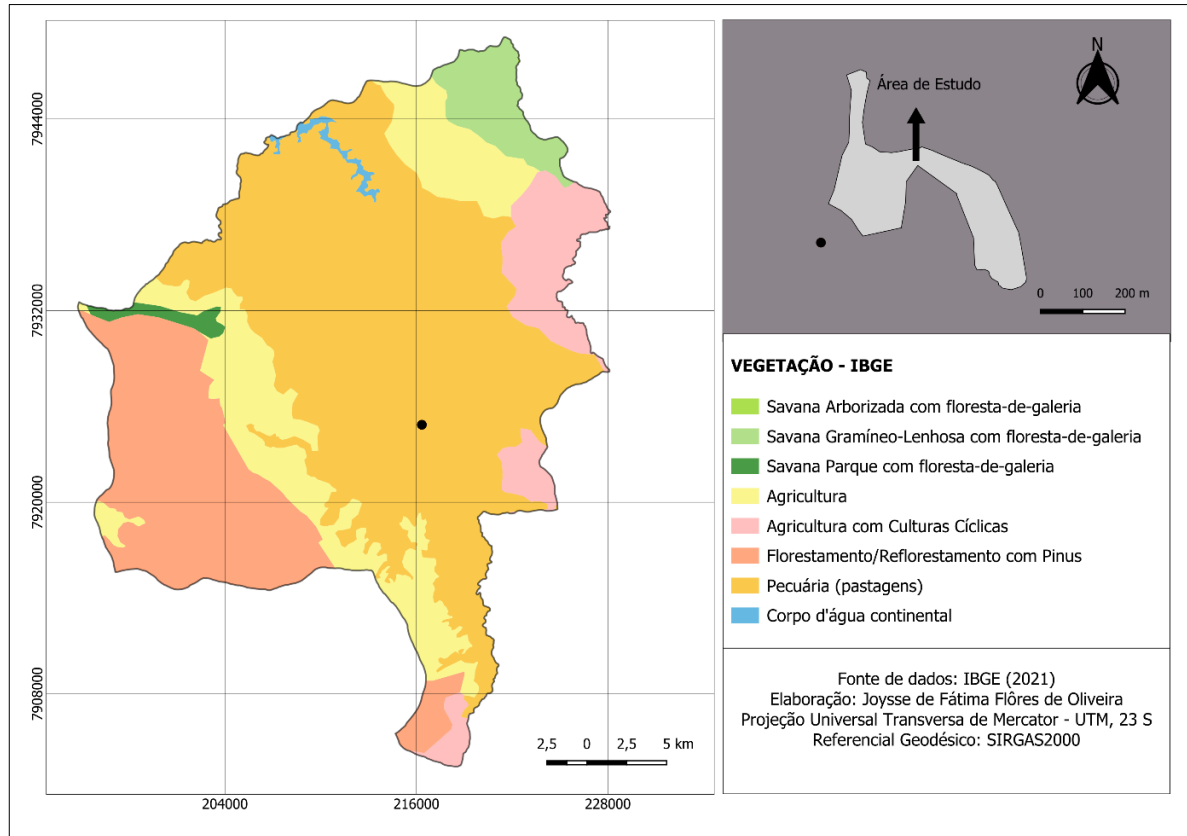 7944000
7932000
7920000
7908000
204000
216000
228000
2,5 0 2,5 5 km
N
Área de Estudo
0 100 200 m
VEGETAÇÃO - IBGE
Savana Arborizada com floresta-de-galeria
Savana Gramíneo-Lenhosa com floresta-de-galeria
Savana Parque com floresta-de-galeria
Agricultura
Agricultura com Culturas Cíclicas
Florestamento/Reflorestamento com Pinus
Pecuária (pastagens)
Corpo d'água continental
Fonte de dados: IBGE (2021)
Elaboração: Joysse de Fátima Flôres de Oliveira
Projeção Universal Transversa de Mercator - UTM, 23 S
Referencial Geodésico: SIRGAS2000